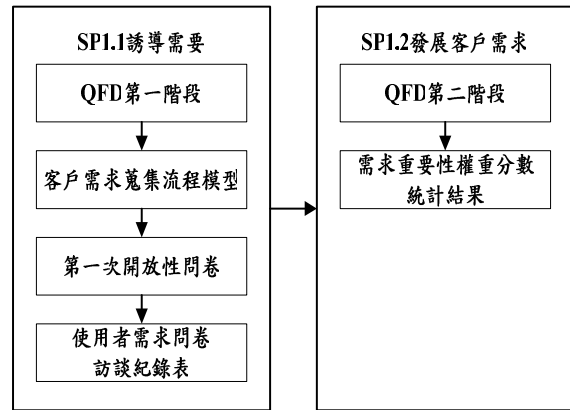 SP1.1誘導需要
QFD第一階段
客戶需求蒐集流程模型
第一次開放性問卷
使用者需求問卷
訪談紀錄表
SP1.2發展客戶需求
QFD第二階段
需求重要性權重分數
統計結果